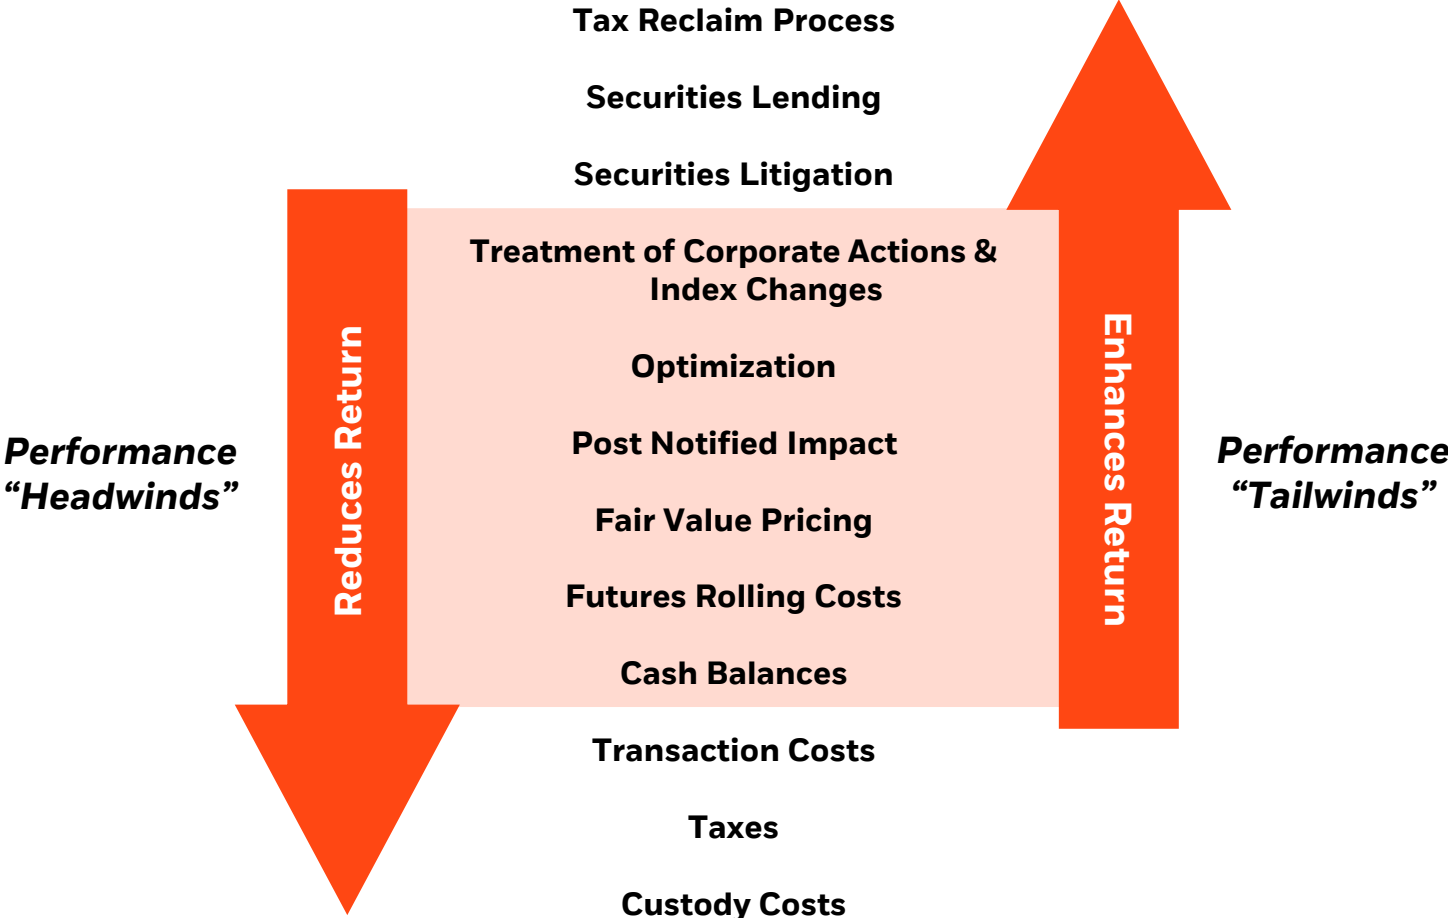 Tax Reclaim Process
Securities Lending
Securities Litigation
Treatment of Corporate Actions &
Index Changes
Optimization
Post Notified Impact
Fair Value Pricing
Futures Rolling Costs
Cash Balances
Transaction Costs
Taxes
Custody Costs
Performance
“Headwinds”
Reduces Return
Enhances Return
Performance
“Tailwinds”